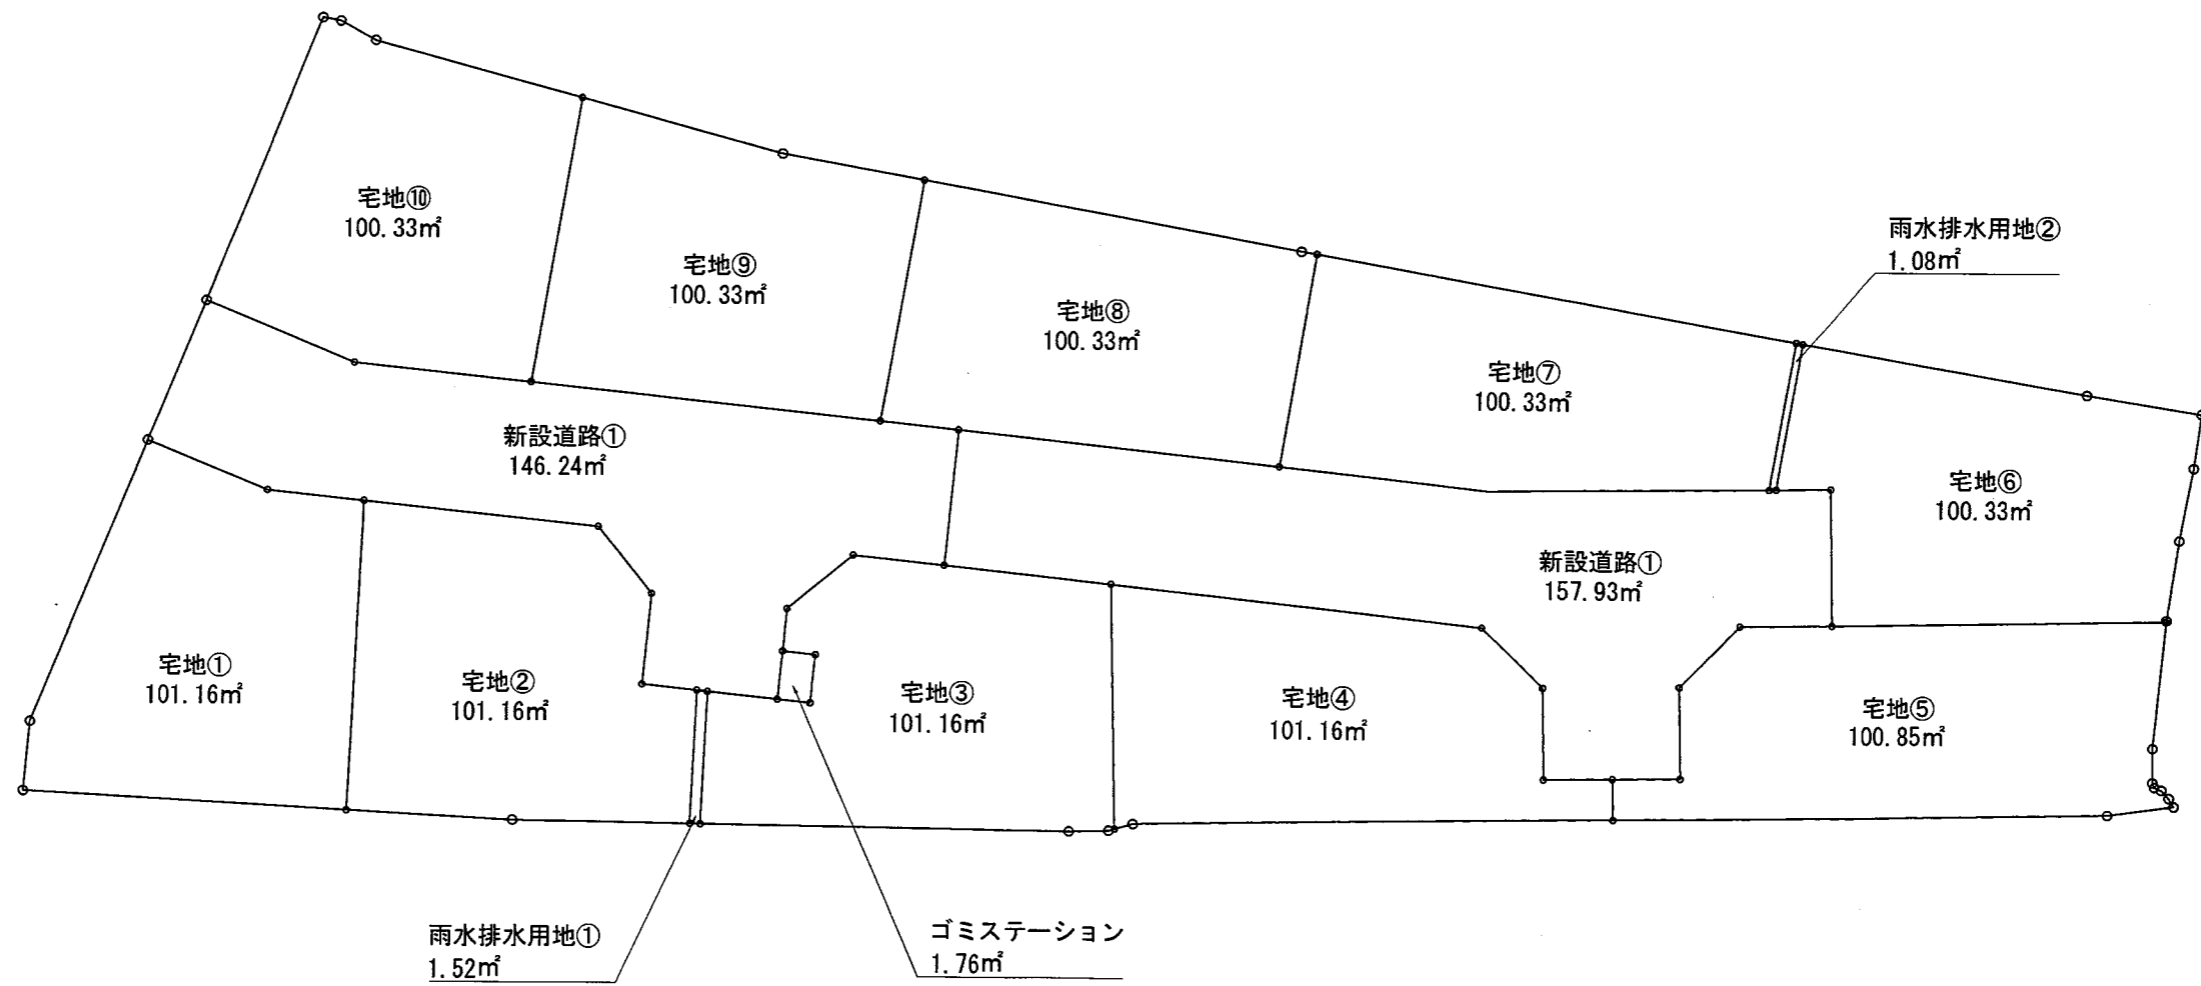 宅地⑩
100.33㎡
宅地⑨
100.33㎡
宅地⑧
100.33㎡
宅地⑦
100.33㎡
雨水排水用地②
1.08㎡
宅地⑥
100.33㎡
新設道路①
146.24㎡
新設道路①
157.93㎡
宅地①
101.16㎡
宅地②
101.16㎡
宅地③
101.16㎡
宅地④
101.16㎡
宅地⑤
100.85㎡
雨水排水用地①
1.52㎡
ゴミステーション
1.76㎡